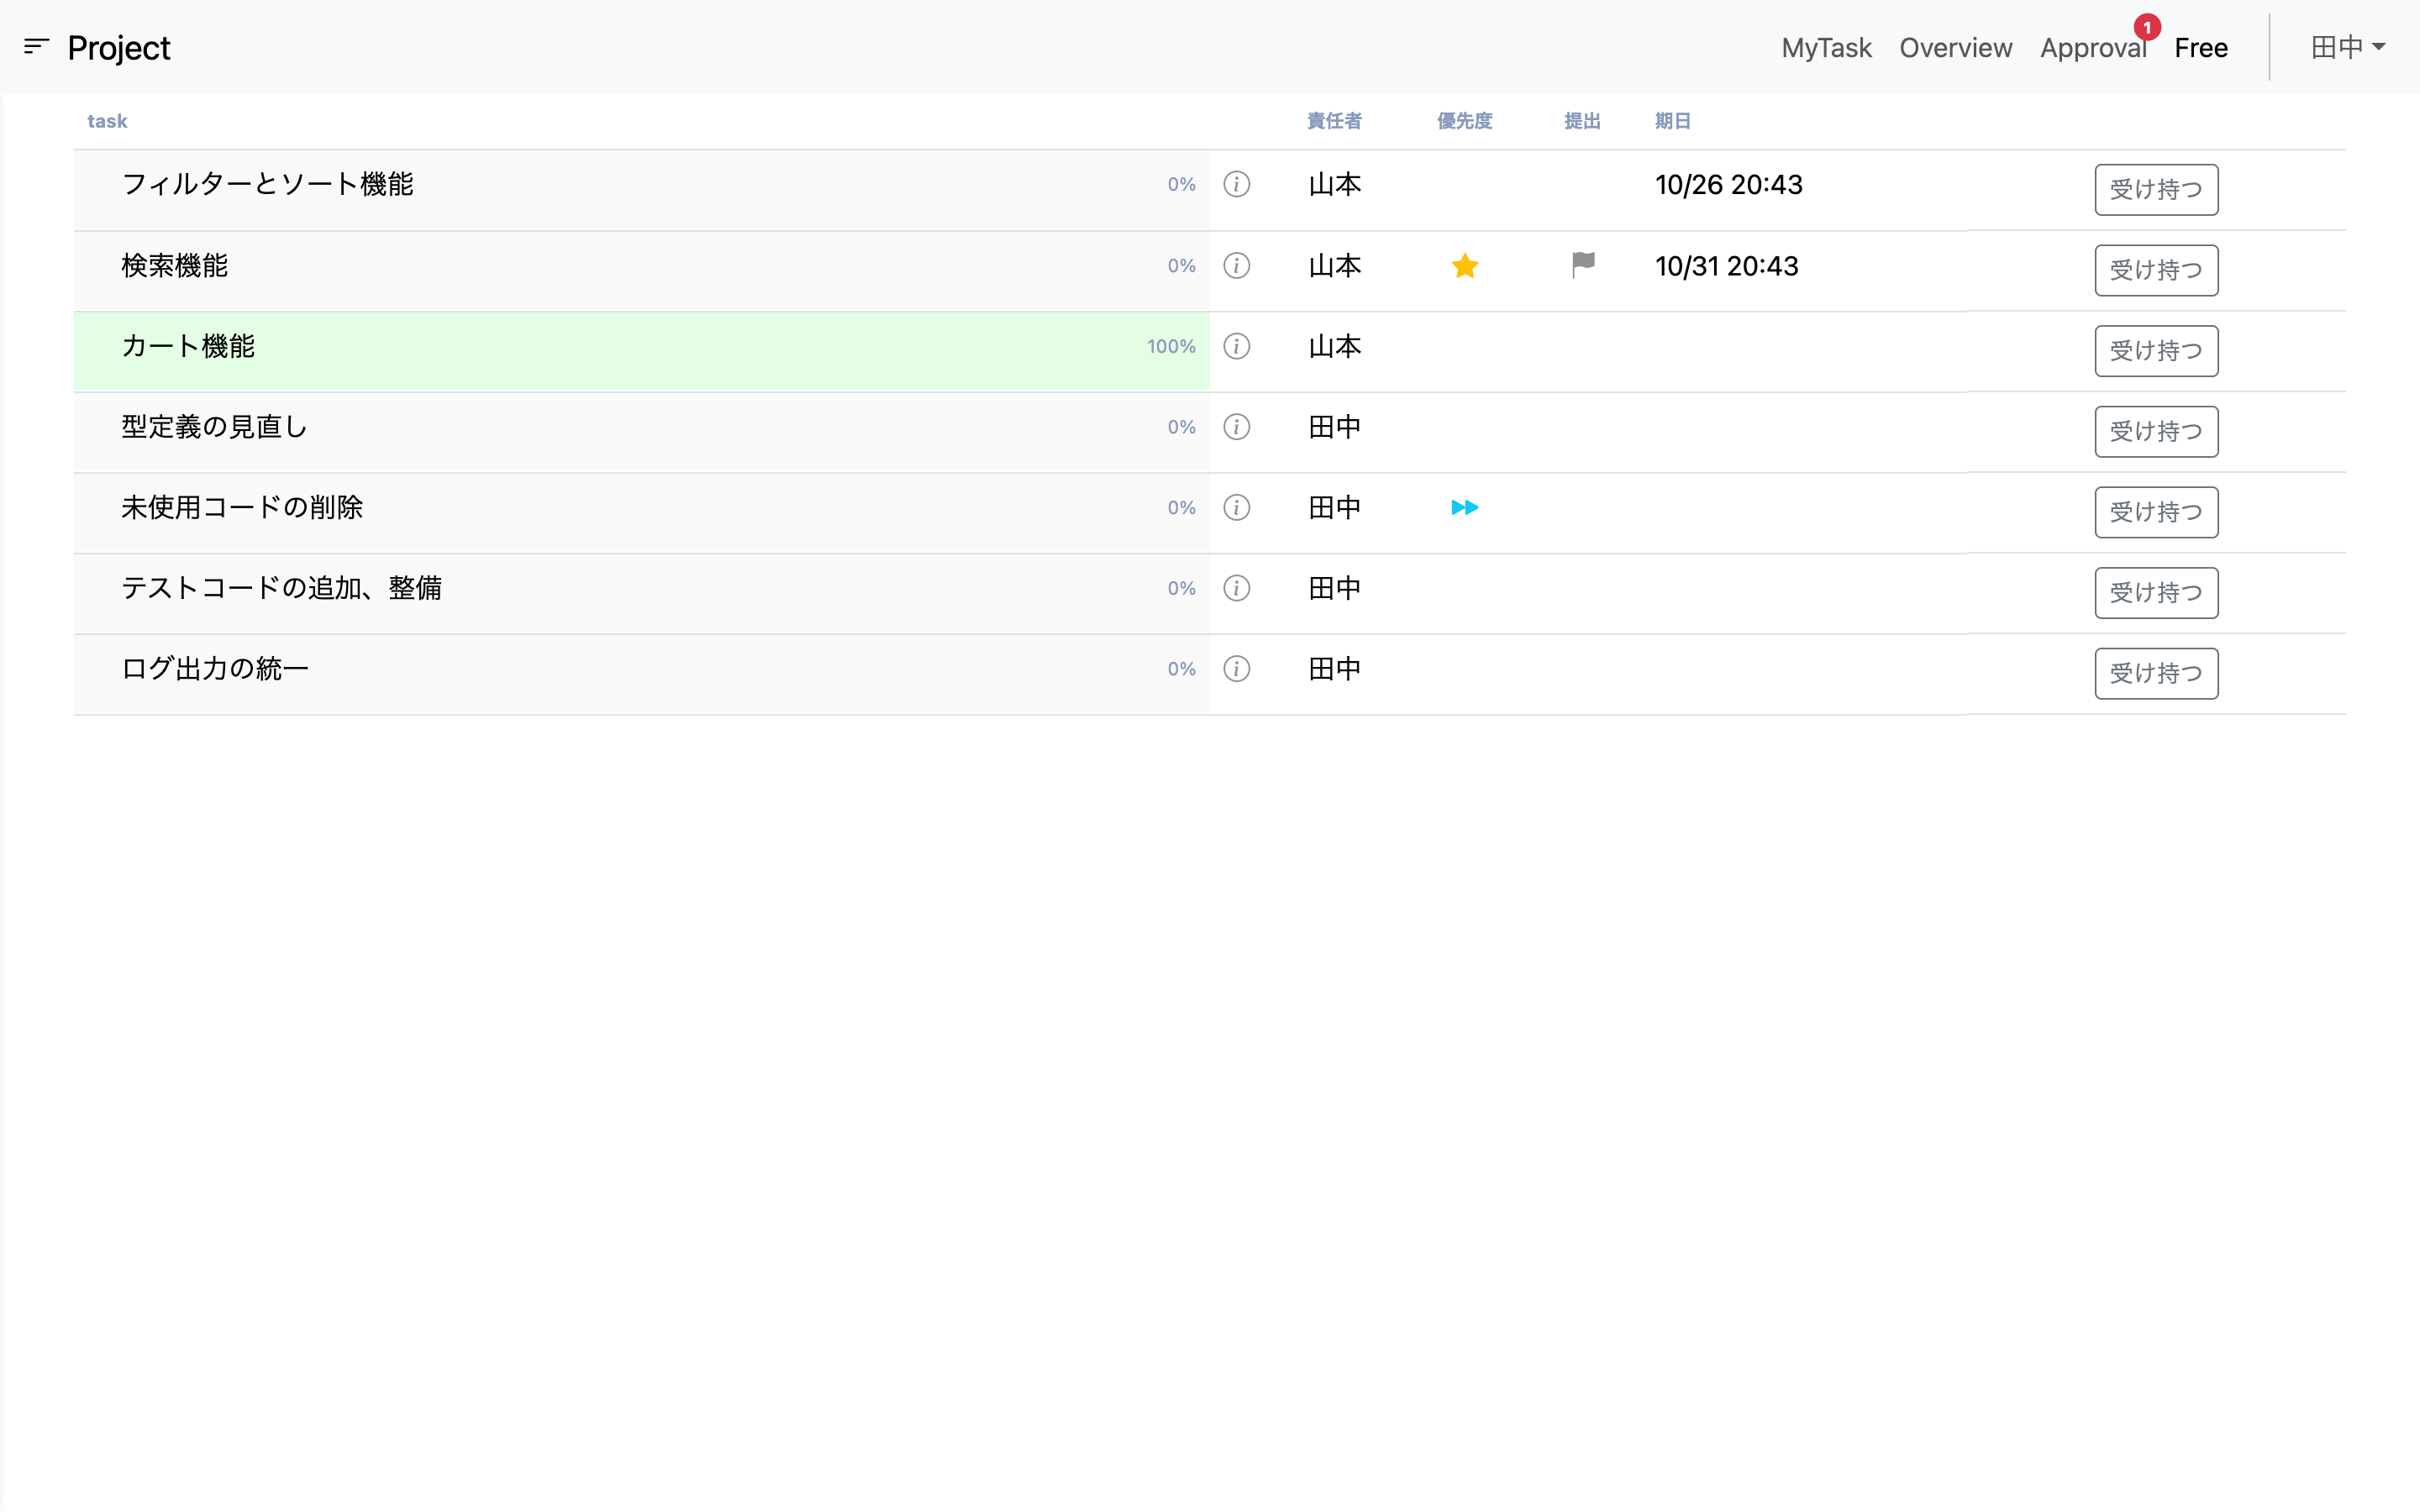 Project
MyTask Overview Approval 1 Free 田中
task 責任者 優先度 提出 期日
フィルターとソート機能 0% i 山本 10/26 20:43 受け持つ
検索機能 0% i 山本 10/31 20:43 受け持つ
カート機能 100% i 山本 受け持つ
型定義の見直し 0% i 田中 受け持つ
未使用コードの削除 0% i 田中 受け持つ
テストコードの追加、整備 0% i 田中 受け持つ
ログ出力の統一 0% i 田中 受け持つ